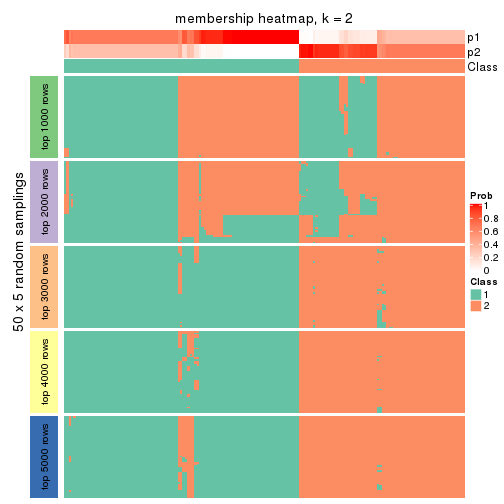 membership heatmap, k = 2
p1
p2
Class
50 x 5 random samplings
top 1000 rows
top 2000 rows
top 3000 rows
top 4000 rows
top 5000 rows
Prob
1
0.8
0.6
0.4
0.2
0
Class
1
2